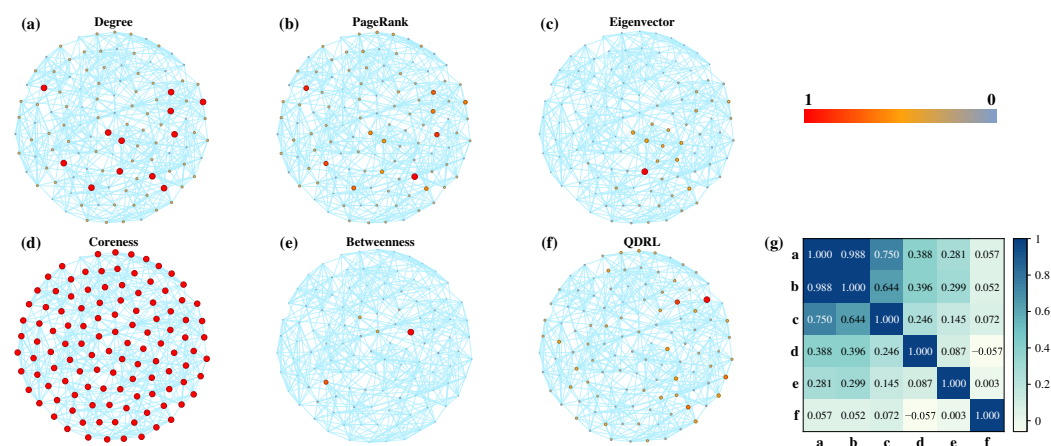 (a) Degree
(b) PageRank
(c) Eigenvector
1 0
(d) Coreness
(e) Betweenness
(f) QDRL
(g)
a 1.000 0.988 0.750 0.388 0.281 0.057
b 0.988 1.000 0.644 0.396 0.299 0.052
c 0.750 0.644 1.000 0.246 0.145 0.072
d 0.388 0.396 0.246 1.000 0.087 −0.057
e 0.281 0.299 0.145 0.087 1.000 0.003
f 0.057 0.052 0.072 −0.057 0.003 1.000
a b c d e f
1
0.8
0.6
0.4
0.2
0